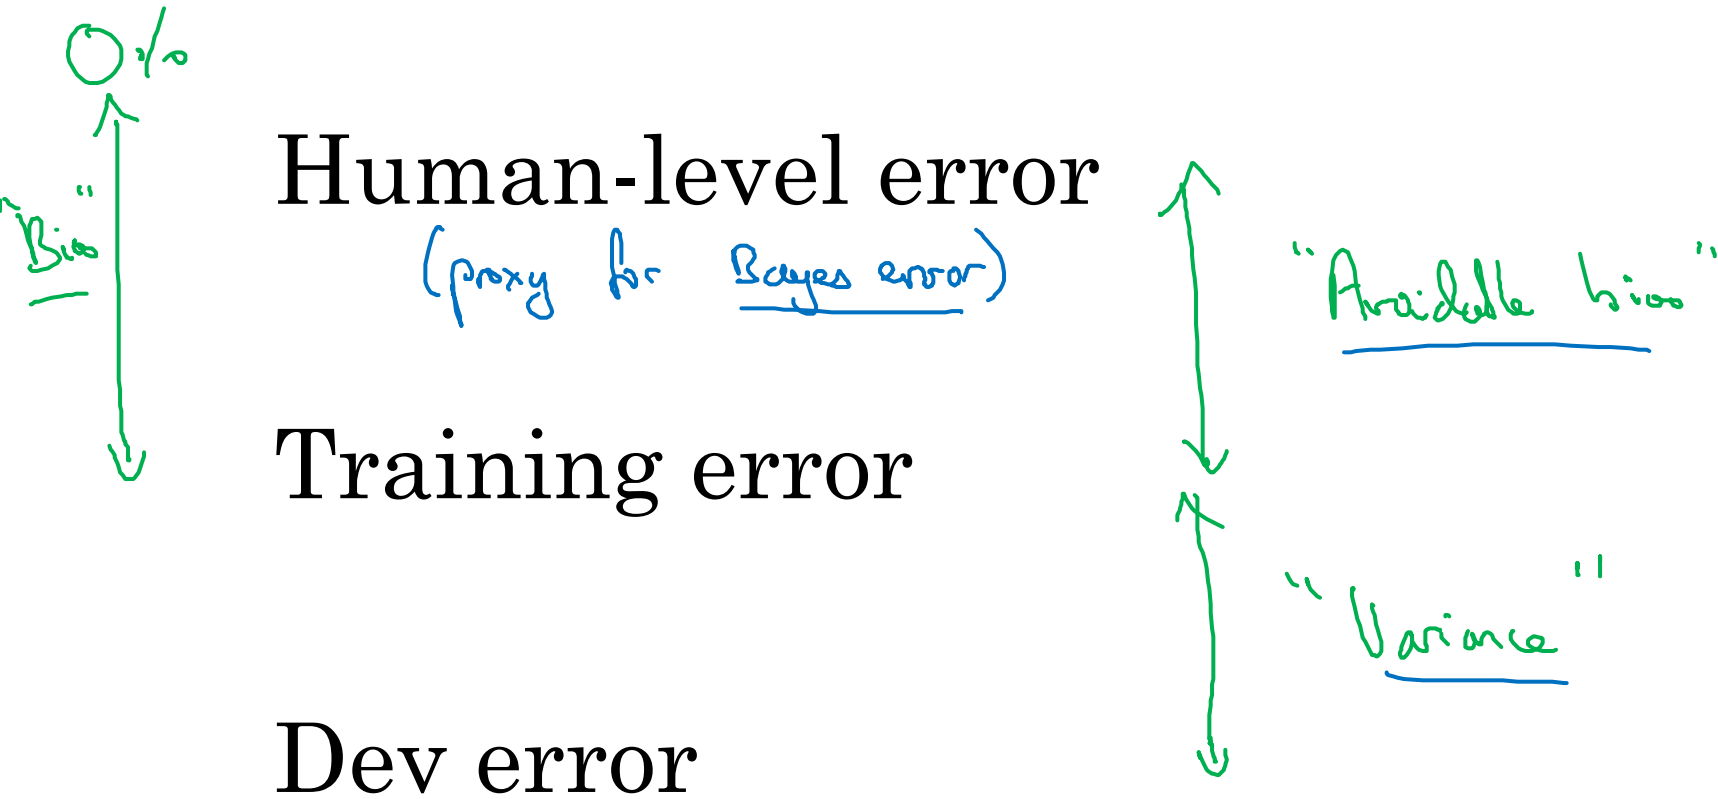 0%
Human-level error
"Bias"
(proxy for Bayes error)
"Avoidable bias"
Training error
"Variance"
Dev error